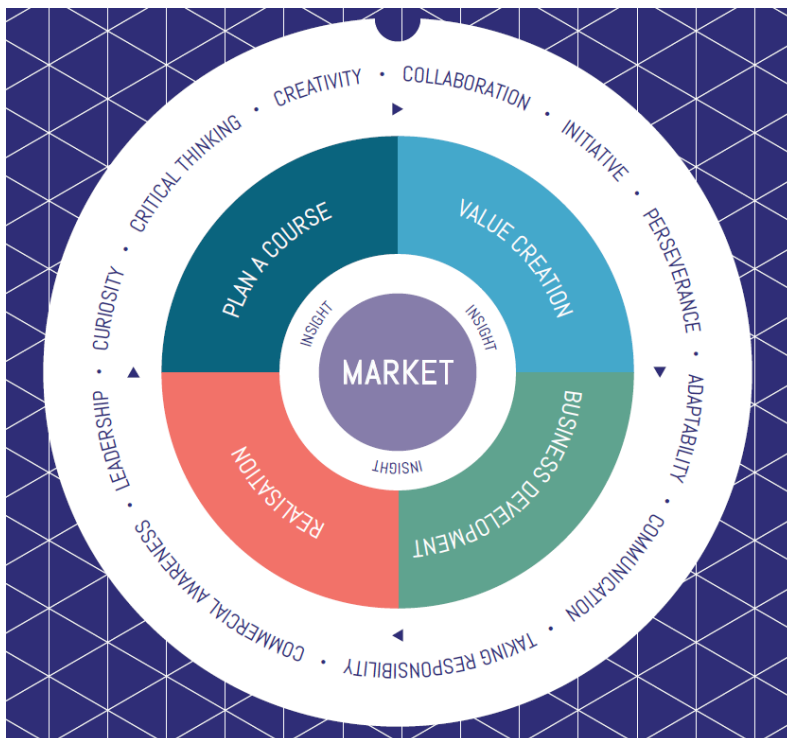 CREATIVITY • COLLABORATION • INITIATIVE • PERSEVERANCE • ADAPTABILITY • COMMUNICATION • TAKING RESPONSIBILITY • COMMERCIAL AWARENESS • LEADERSHIP • CURIOSITY • CRITICAL THINKING •
PLAN A COURSE
VALUE CREATION
BUSINESS DEVELOPMENT
REALISATION
INSIGHT
INSIGHT
INSIGHT
MARKET